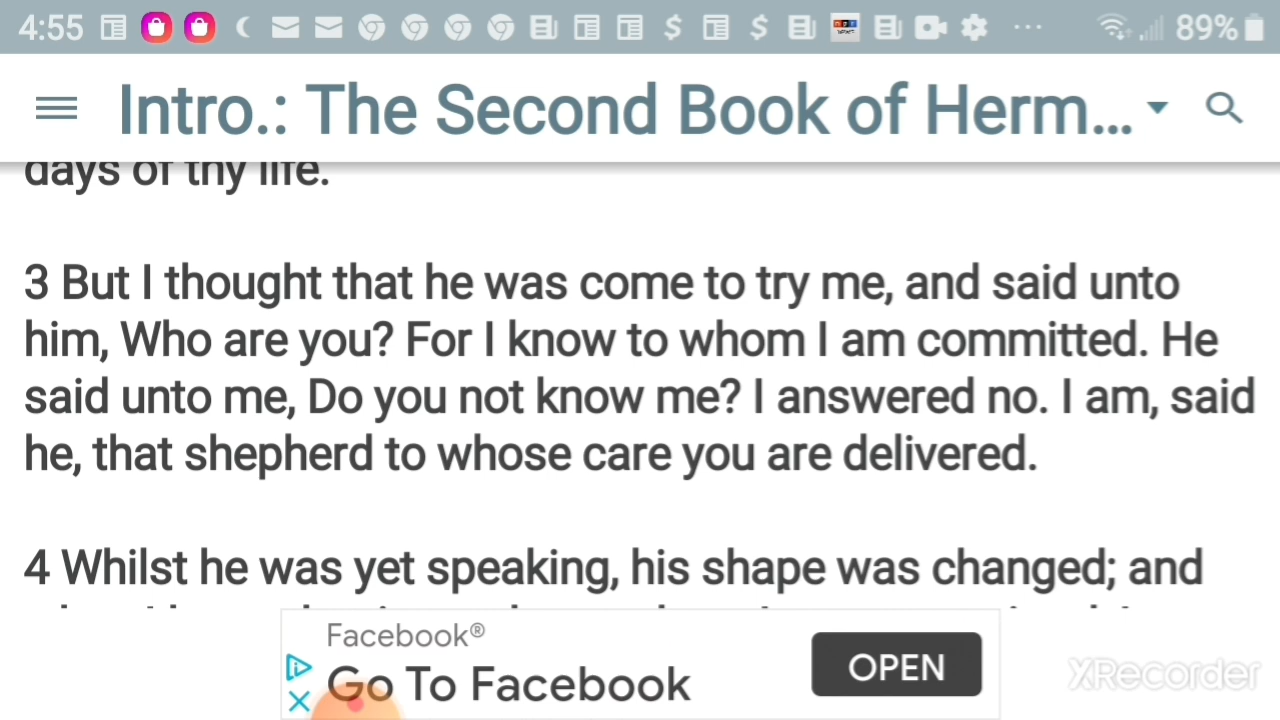 4:55 $ $ ... 89%
Intro.: The Second Book of Herm...
days of thy life.
3 But I thought that he was come to try me, and said unto
him, Who are you? For I know to whom I am committed. He
said unto me, Do you not know me? I answered no. I am, said
he, that shepherd to whose care you are delivered.
4 Whilst he was yet speaking, his shape was changed; and
Facebook®
Go To Facebook
OPEN
XRecorder